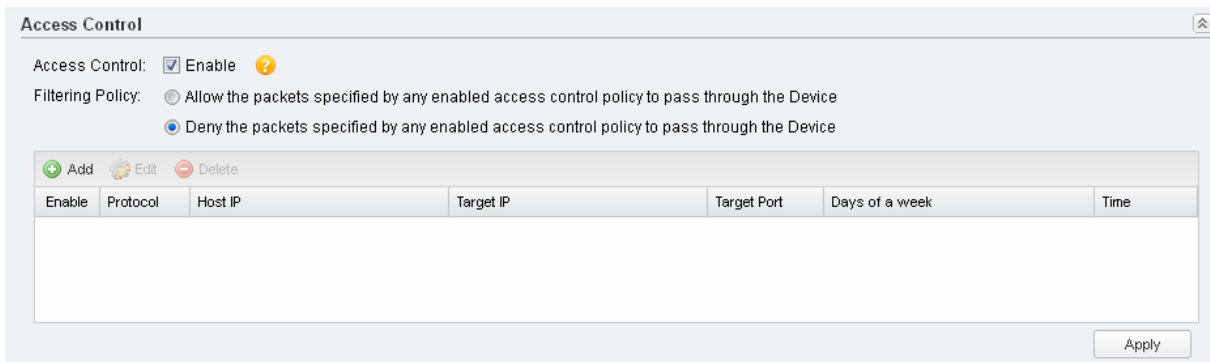 Access Control
Access Control: Enable ?
Filtering Policy: Allow the packets specified by any enabled access control policy to pass through the Device
Deny the packets specified by any enabled access control policy to pass through the Device
Add Edit Delete
Enable Protocol Host IP Target IP Target Port Days of a week Time
Apply